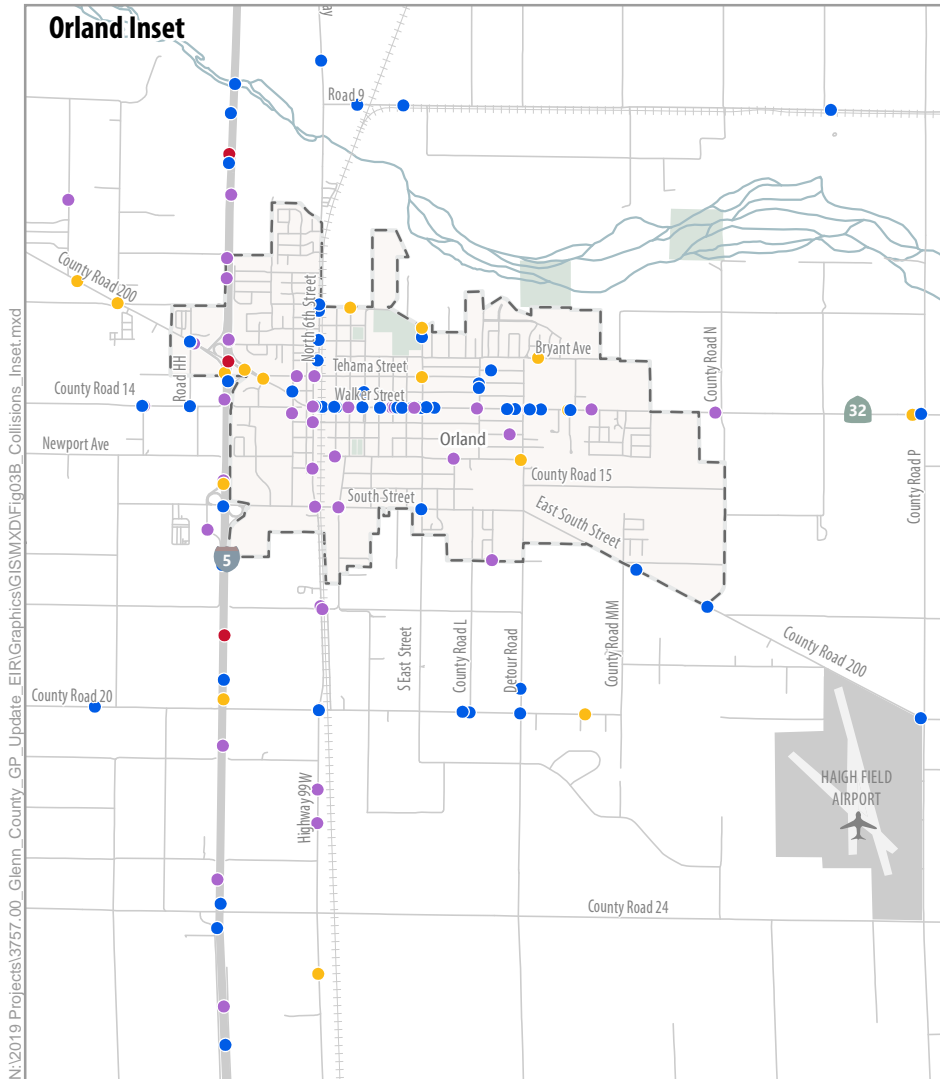 Orland Inset
ay
Road 9
County Road 200
North 6th Street
County Road N
Bryant Ave
Tehama Street
Road HH
County Road 14
Walker Street
32
Newport Ave
Orland
County Road P
County Road 15
South Street
East South Street
5
S East Street
County Road L
Detour Road
County Road MM
County Road 200
County Road 20
Highway 99W
HAIGH FIELD
AIRPORT
County Road 24
N:\2019 Projects\3757.00_Glenn_County_GP_Update_EIR\Graphics\GIS\MXD\Fig03B_Collisions_Inset.mxd